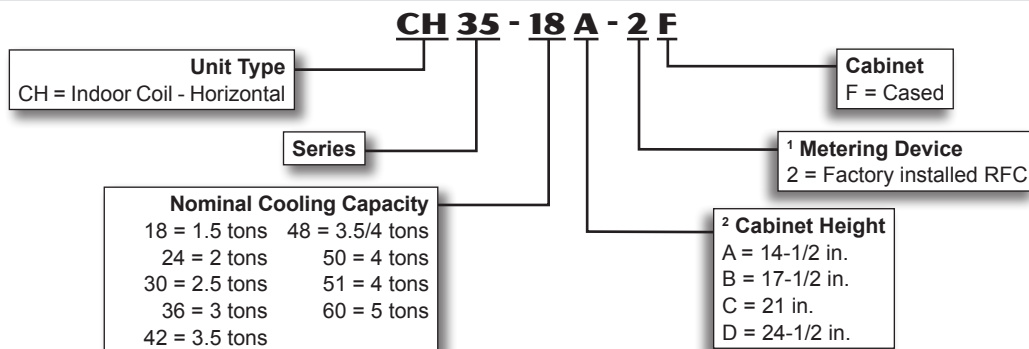 CH 35 - 18 A - 2 F
Unit Type
CH = Indoor Coil - Horizontal
Series
Nominal Cooling Capacity
18 = 1.5 tons 48 = 3.5/4 tons
24 = 2 tons 50 = 4 tons
30 = 2.5 tons 51 = 4 tons
36 = 3 tons 60 = 5 tons
42 = 3.5 tons
Cabinet
F = Cased
¹ Metering Device
2 = Factory installed RFC
² Cabinet Height
A = 14-1/2 in.
B = 17-1/2 in.
C = 21 in.
D = 24-1/2 in.